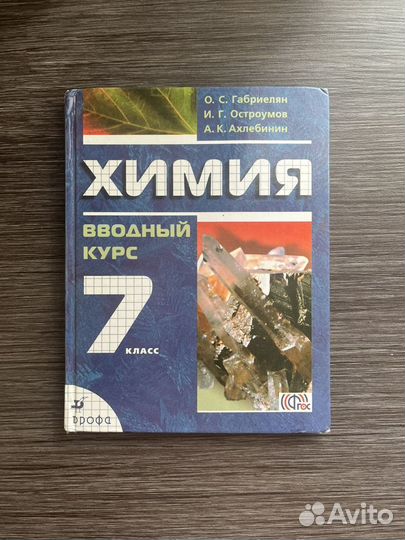 О. С. Габриелян
И. Г. Остроумов
А. К. Ахлебинин
ХИМИЯ
ВВОДНЫЙ
КУРС
7
КЛАСС
ФГОС
дрофа
Avito